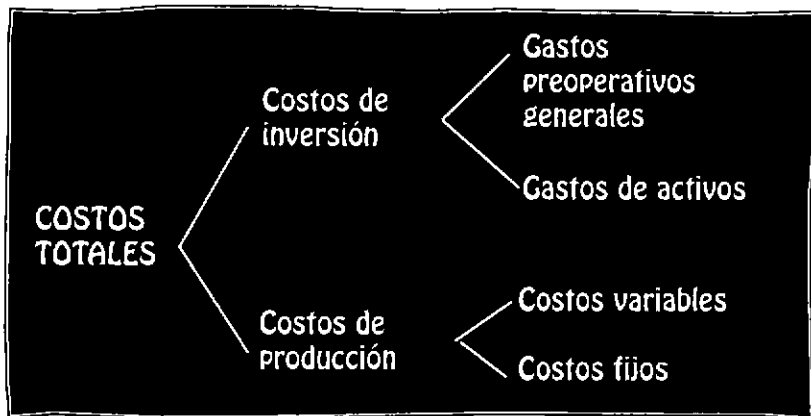 COSTOS
TOTALES
Costos de
inversión
Gastos
preoperativos
generales
Gastos de activos
Costos de
producción
Costos variables
Costos fijos